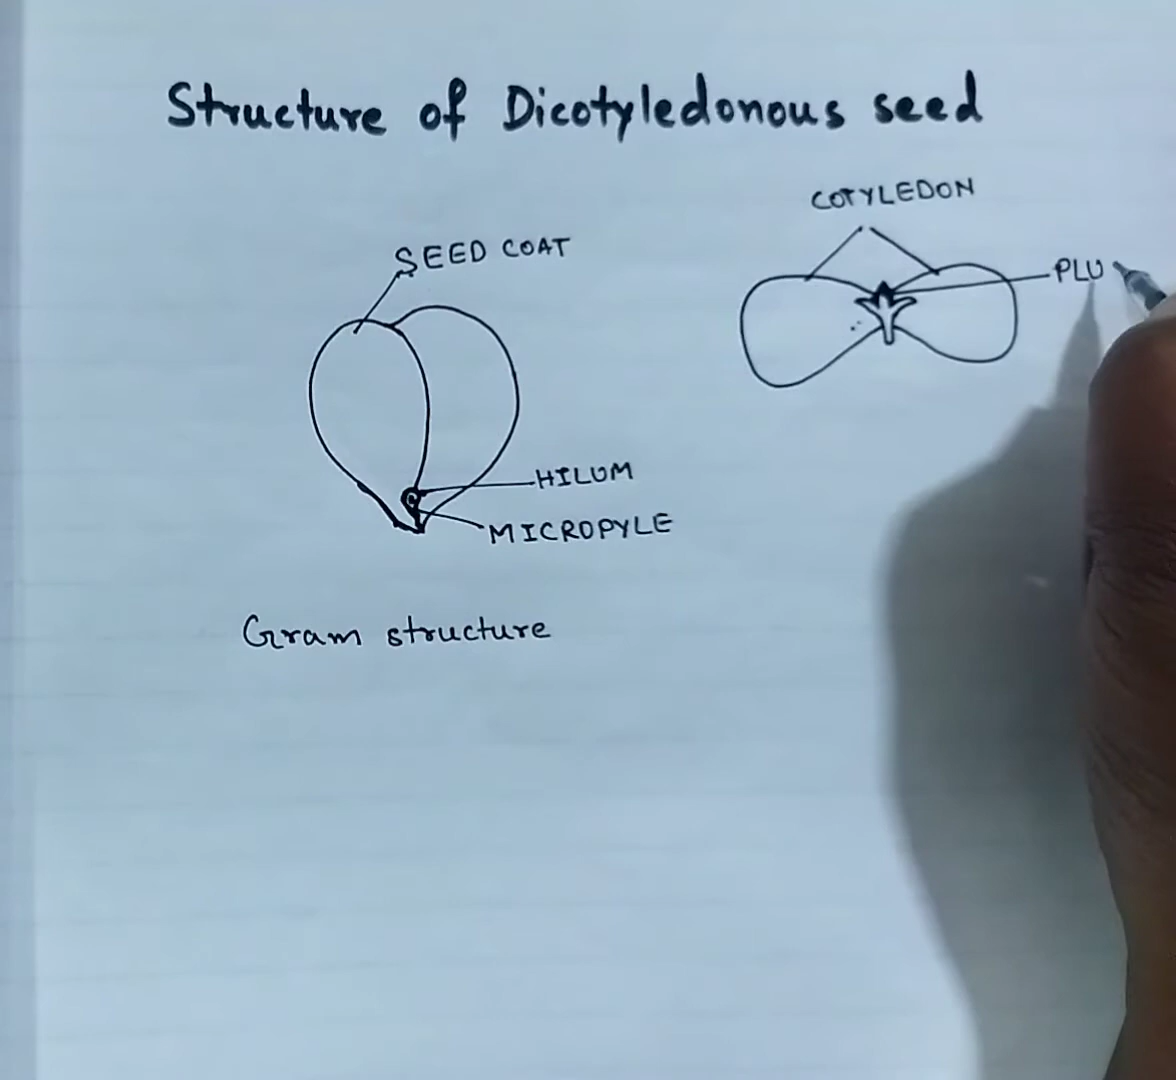 Structure of Dicotyledonous seed
COTYLEDON
SEED COAT
PLU
HILUM
MICROPYLE
Gram structure